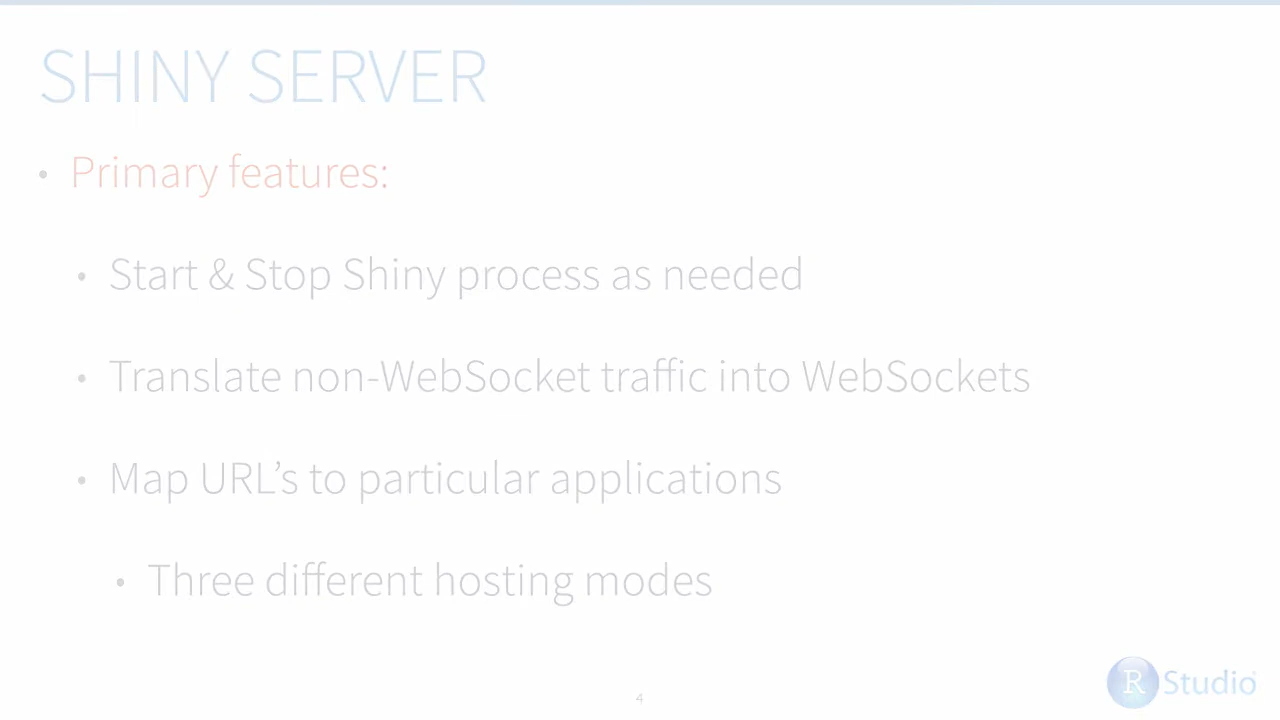 SHINY SERVER
• Primary features:
• Start & Stop Shiny process as needed
• Translate non-WebSocket traffic into WebSockets
• Map URL’s to particular applications
• Three different hosting modes
4
R Studio